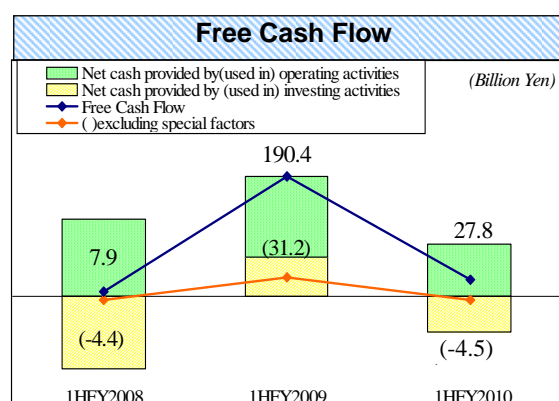 Free Cash Flow
Net cash provided by(used in) operating activities
(Billion Yen)
Net cash provided by (used in) investing activities
Free Cash Flow
( )excluding special factors
190.4
7.9
(31.2)
27.8
(-4.4)
(-4.5)
1HFY2008 1HFY2009 1HFY2010